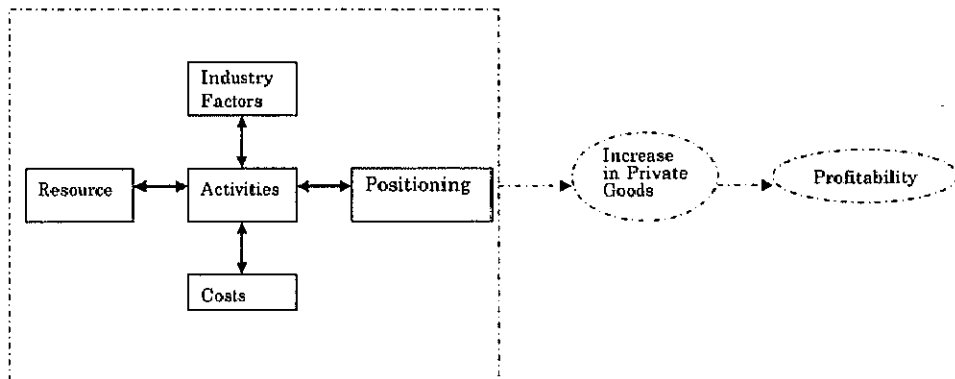 Industry
Factors
Resource
Activities
Positioning
Increase
in Private
Goods
Profitability
Costs